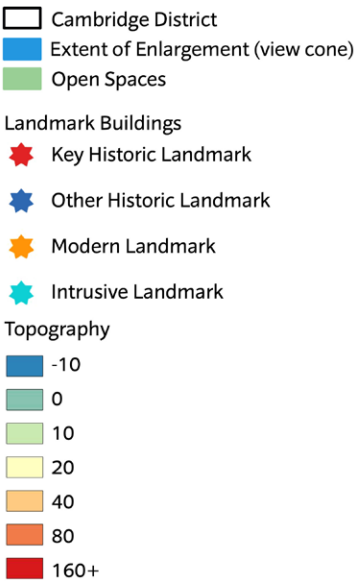 Cambridge District
Extent of Enlargement (view cone)
Open Spaces
Landmark Buildings
Key Historic Landmark
Other Historic Landmark
Modern Landmark
Intrusive Landmark
Topography
-10
0
10
20
40
80
160+